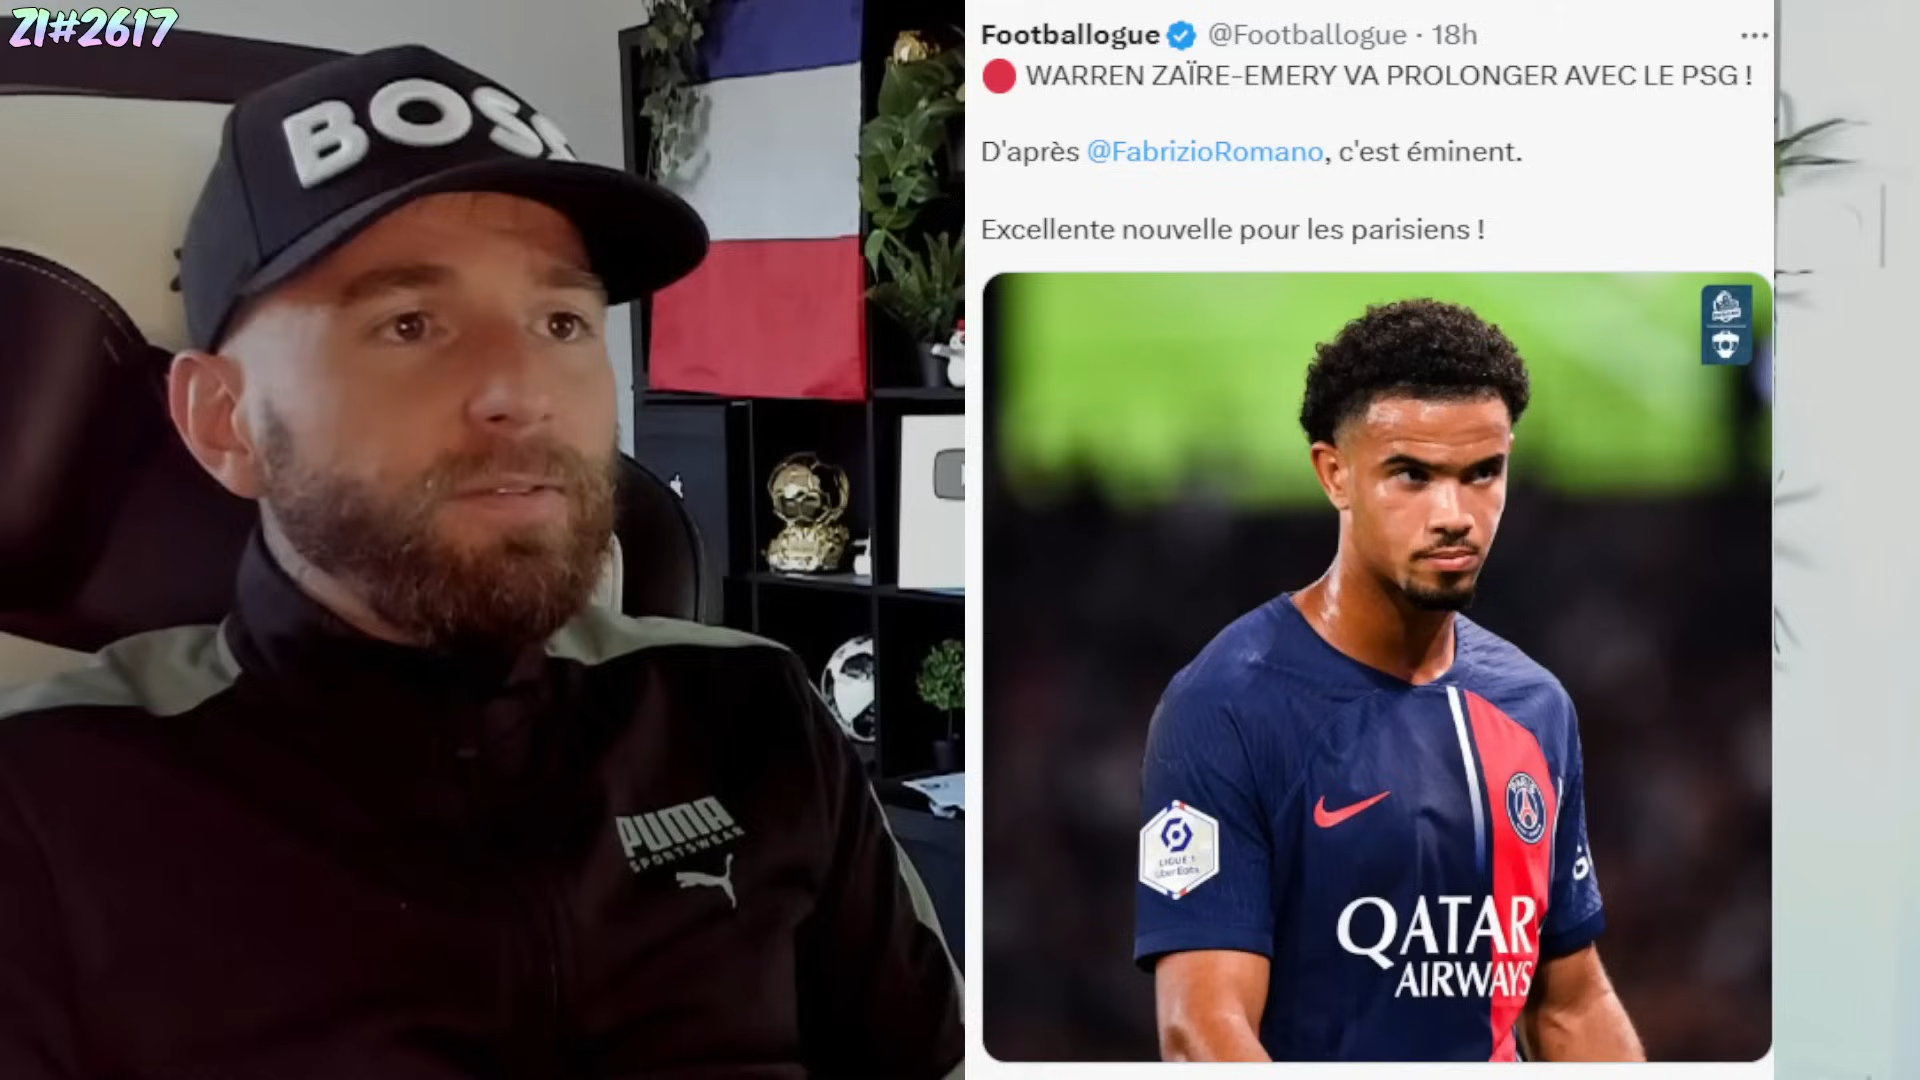 ZI#2617
BOSS
PUMA
SPORTSWEAR
Footballogue @Footballogue · 18h
WARREN ZAÏRE-EMERY VA PROLONGER AVEC LE PSG !
D'après @FabrizioRomano, c'est éminent.
Excellente nouvelle pour les parisiens !
LIGUE 1
Uber Eats
PARIS
QATAR
AIRWAYS